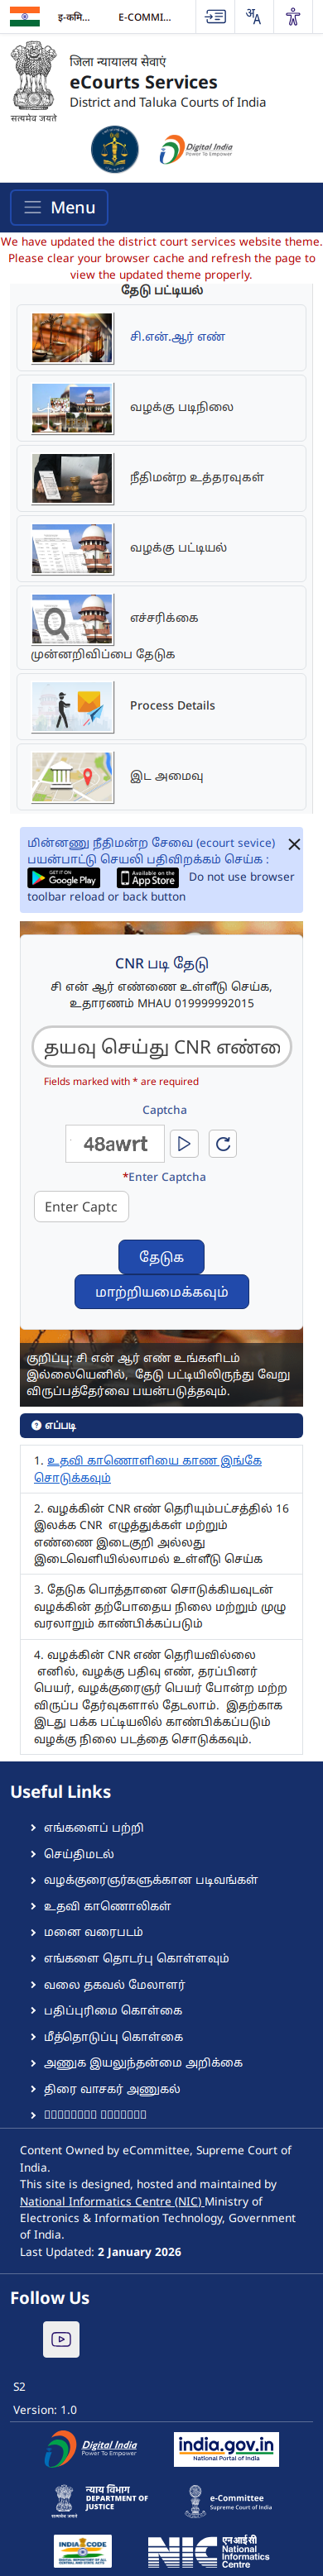 इ-कमि...
E-COMMI...
जिला न्यायालय सेवाएं
eCourts Services
District and Taluka Courts of India
सत्यमेव जयते
Digital India
Power To Empower
Menu
We have updated the district court services website theme.
Please clear your browser cache and refresh the page to
view the updated theme properly.
தேடு பட்டியல்
சி.என்.ஆர் எண்
வழக்கு படிநிலை
நீதிமன்ற உத்தரவுகள்
வழக்கு பட்டியல்
எச்சரிக்கை
முன்னறிவிப்பை தேடுக
Process Details
இட அமைவு
மின்னணு நீதிமன்ற சேவை (ecourt sevice)
பயன்பாட்டு செயலி பதிவிறக்கம் செய்க :
GET IT ON
Google Play
Available on the
App Store
Do not use browser
toolbar reload or back button
CNR படி தேடு
சி என் ஆர் எண்ணை உள்ளீடு செய்க,
உதாரணம் MHAU 019999992015
தயவு செய்து CNR எண்ணை
Fields marked with * are required
Captcha
48awrt
*Enter Captcha
Enter Captc
தேடுக
மாற்றியமைக்கவும்
குறிப்பு: சி என் ஆர் எண் உங்களிடம்
இல்லையெனில், தேடு பட்டியிலிருந்து வேறு
விருப்பத்தேர்வை பயன்படுத்தவும்.
எப்படி
1. உதவி காணொளியை காண இங்கே
சொடுக்கவும்
2. வழக்கின் CNR எண் தெரியும்பட்சத்தில் 16
இலக்க CNR எழுத்துக்கள் மற்றும்
எண்ணை இடைகுறி அல்லது
இடைவெளியில்லாமல் உள்ளீடு செய்க
3. தேடுக பொத்தானை சொடுக்கியவுடன்
வழக்கின் தற்போதைய நிலை மற்றும் முழு
வரலாறும் காண்பிக்கப்படும்
4. வழக்கின் CNR எண் தெரியவில்லை
எனில், வழக்கு பதிவு எண், தரப்பினர்
பெயர், வழக்குரைஞர் பெயர் போன்ற மற்ற
விருப்ப தேர்வுகளால் தேடலாம். இதற்காக
இடது பக்க பட்டியலில் காண்பிக்கப்படும்
வழக்கு நிலை படத்தை சொடுக்கவும்.
Useful Links
எங்களைப் பற்றி
செய்திமடல்
வழக்குரைஞர்களுக்கான படிவங்கள்
உதவி காணொலிகள்
மனை வரைபடம்
எங்களை தொடர்பு கொள்ளவும்
வலை தகவல் மேலாளர்
பதிப்புரிமை கொள்கை
மீத்தொடுப்பு கொள்கை
அணுக இயலுந்தன்மை அறிக்கை
திரை வாசகர் அணுகல்
Content Owned by eCommittee, Supreme Court of
India.
This site is designed, hosted and maintained by
National Informatics Centre (NIC) Ministry of
Electronics & Information Technology, Government
of India.
Last Updated: 2 January 2026
Follow Us
S2
Version: 1.0
Digital India
Power To Empower
india.gov.in
National Portal of India
न्याय विभाग
DEPARTMENT OF
JUSTICE
e-Committee
Supreme Court of India
INDIA CODE
NIC
एन आई सी
National
Informatics
Centre